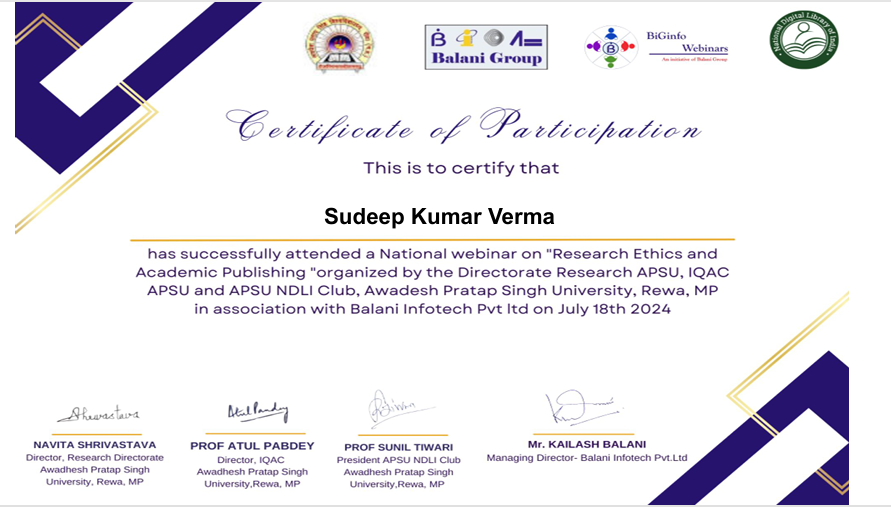 Balani Group
BiGinfo
Webinars
An initiative of Balani Group
National Digital Library of India
Certificate of Participation
This is to certify that
Sudeep Kumar Verma
has successfully attended a National webinar on "Research Ethics and
Academic Publishing "organized by the Directorate Research APSU, IQAC
APSU and APSU NDLI Club, Awadesh Pratap Singh University, Rewa, MP
in association with Balani Infotech Pvt ltd on July 18th 2024
Shrivastava
Atul Pandey
NAVITA SHRIVASTAVA
Director, Research Directorate
Awadhesh Pratap Singh
University, Rewa, MP
PROF ATUL PABDEY
Director, IQAC
Awadhesh Pratap Singh
University,Rewa, MP
PROF SUNIL TIWARI
President APSU NDLI Club
Awadhesh Pratap Singh
University,Rewa, MP
Mr. KAILASH BALANI
Managing Director- Balani Infotech Pvt.Ltd